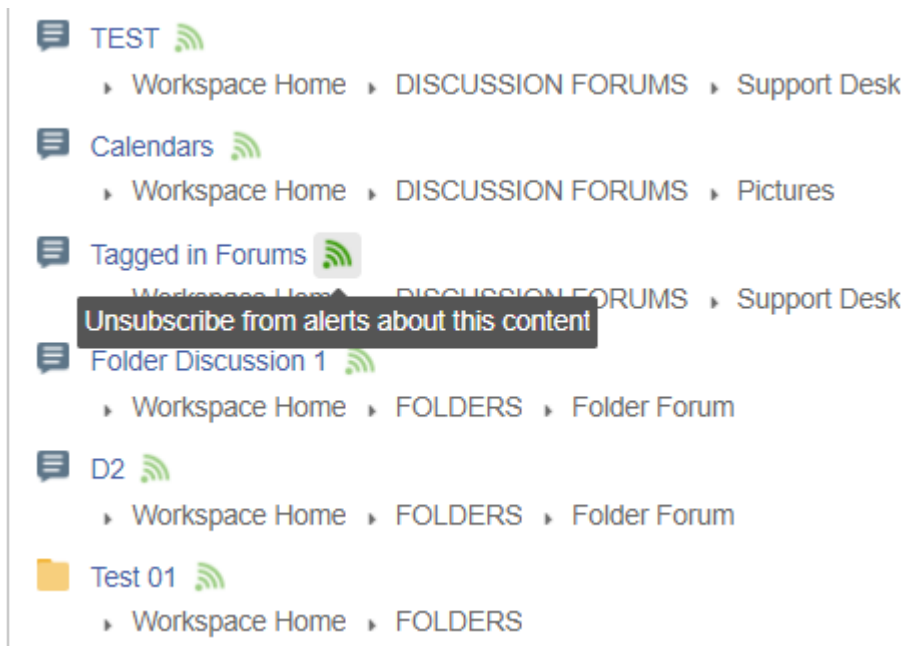 TEST
Workspace Home DISCUSSION FORUMS Support Desk
Calendars
Workspace Home DISCUSSION FORUMS Pictures
Tagged in Forums
Workspace Home DISCUSSION FORUMS Support Desk
Unsubscribe from alerts about this content
Folder Discussion 1
Workspace Home FOLDERS Folder Forum
D2
Workspace Home FOLDERS Folder Forum
Test 01
Workspace Home FOLDERS